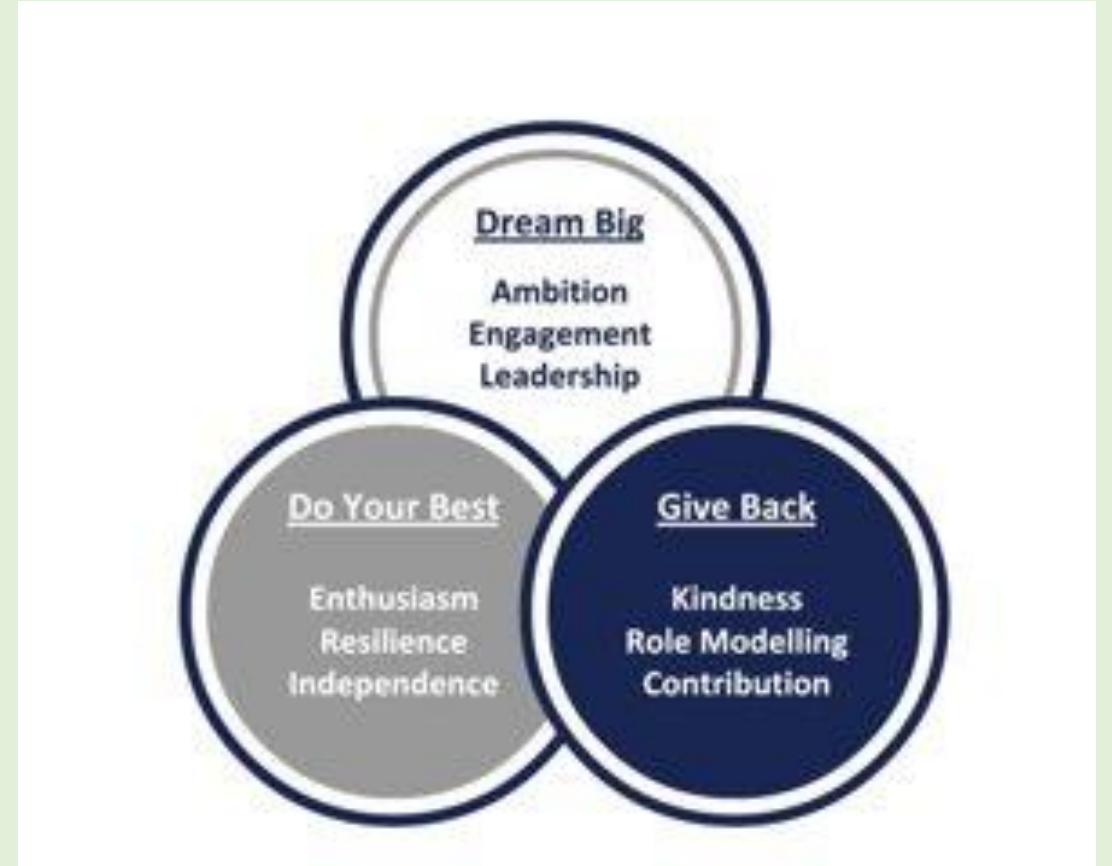 Dream Big
Ambition
Engagement
Leadership
Do Your Best
Enthusiasm
Resilience
Independence
Give Back
Kindness
Role Modelling
Contribution